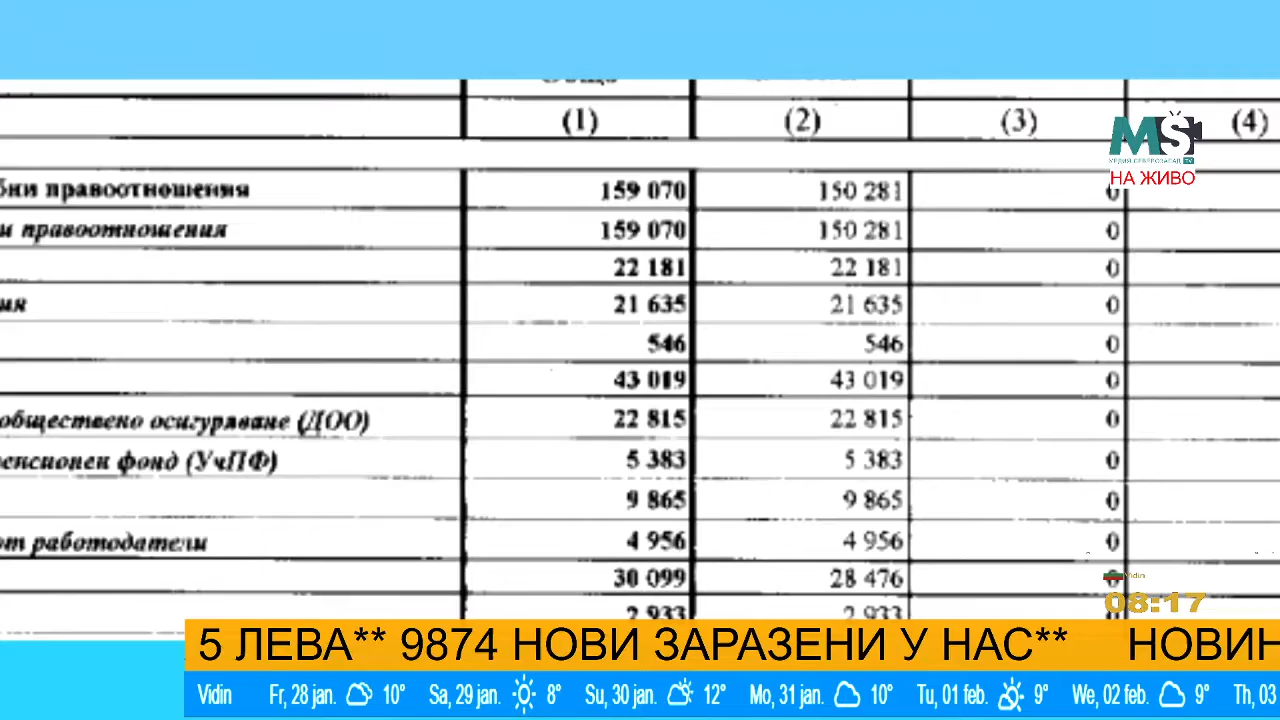 (1) (2) (3) (4)
правоотношения 159 070 150 281 0
и правоотношения 159 070 150 281 0
22 181 22 181 0
21 635 21 635 0
546 546 0
43 019 43 019 0
обществено осигуряване (ДОО) 22 815 22 815 0
фонд (УчПФ) 5 383 5 383 0
9 865 9 865 0
от работодатели 4 956 4 956 0
30 099 28 476 0
2 933 2 933
MŠ
МЕДИЯ СЕВЕРОЗАПАД TV
НА ЖИВО
Vidin
08:17
5 ЛЕВА** 9874 НОВИ ЗАРАЗЕНИ У НАС** НОВИН
Vidin Fr, 28 jan. 10° Sa, 29 jan. 8° Su, 30 jan. 12° Mo, 31 jan. 10° Tu, 01 feb. 9° We, 02 feb. 9° Th, 03